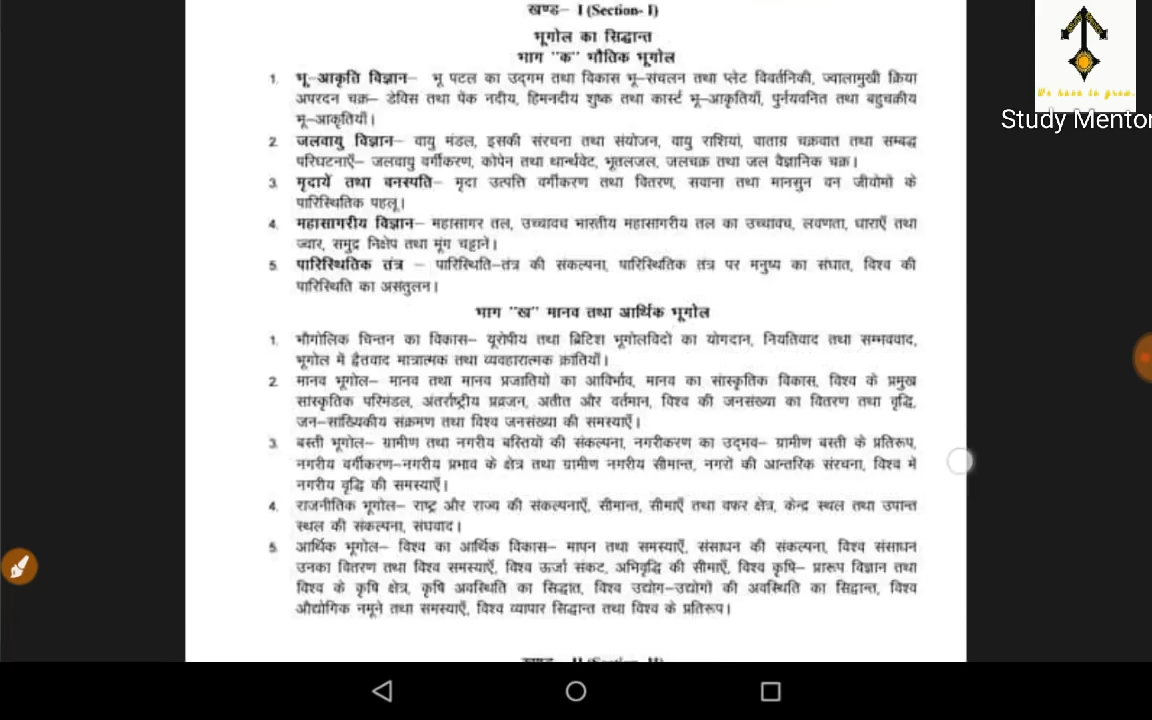 खण्ड– I (Section- I)
भूगोल का सिद्धान्त
भाग "क" भौतिक भूगोल
1. भू–आकृति विज्ञान– भू पटल का उद्गम तथा विकास भू–संचलन तथा प्लेट विवर्तनिकी, ज्वालामुखी क्रिया
अपरदन चक्र– डेविस तथा पेंक नदीय, हिमनदीय शुष्क तथा कार्स्ट भू–आकृतियाँ, पुर्नयवनित तथा बहुचक्रीय
भू–आकृतियाँ।
2. जलवायु विज्ञान– वायु मंडल, इसकी संरचना तथा संयोजन, वायु राशियां, वाताग्र चक्रवात तथा सम्बद्ध
परिघटनाऍ– जलवायु वर्गीकरण, कोपेन तथा थार्न्थवेट, भूतलजल, जलचक्र तथा जल वैज्ञानिक चक्र।
3. मृदायें तथा वनस्पति– मृदा उत्पत्ति वर्गीकरण तथा वितरण, सवाना तथा मानसुन वन जीवोमों के
पारिस्थितिक पहलू।
4. महासागरीय विज्ञान– महासागर तल, उच्चावच भारतीय महासागरीय तल का उच्चावच, लवणता, धाराएँ तथा
ज्वार, समुद्र निक्षेप तथा मूंग चट्टानें।
5. पारिस्थितिक तंत्र – पारिस्थिति–तंत्र की संकल्पना, पारिस्थितिक तंत्र पर मनुष्य का संघात, विश्व की
पारिस्थिति का असंतुलन।
भाग "ख" मानव तथा आर्थिक भूगोल
1. भौगोलिक चिन्तन का विकास– यूरोपीय तथा ब्रिटिश भूगोलविदों का योगदान, नियतिवाद तथा सम्भववाद,
भूगोल में द्वैतवाद मात्रात्मक तथा व्यवहारात्मक क्रांतियाँ।
2. मानव भूगोल– मानव तथा मानव प्रजातियों का आविर्भाव, मानव का सांस्कृतिक विकास, विश्व के प्रमुख
सांस्कृतिक परिमंडल, अंतर्राष्ट्रीय प्रव्रजन, अतीत और वर्तमान, विश्व की जनसंख्या का वितरण तथा वृद्धि,
जन–सांख्यिकीय संक्रमण तथा विश्व जनसंख्या की समस्याएँ।
3. बस्ती भूगोल– ग्रामीण तथा नगरीय बस्तियों की संकल्पना, नगरीकरण का उद्भव– ग्रामीण बस्ती के प्रतिरूप,
नगरीय वर्गीकरण–नगरीय प्रभाव के क्षेत्र तथा ग्रामीण नगरीय सीमान्त, नगरों की आन्तरिक संरचना, विश्व में
नगरीय वृद्धि की समस्याएँ।
4. राजनीतिक भूगोल– राष्ट्र और राज्य की संकल्पनाएँ, सीमान्त, सीमाएँ तथा वफर क्षेत्र, केन्द्र स्थल तथा उपान्त
स्थल की संकल्पना, संघवाद।
5. आर्थिक भूगोल– विश्व का आर्थिक विकास– मापन तथा समस्याएँ, संसाधन की संकल्पना, विश्व संसाधन
उनका वितरण तथा विश्व समस्याएँ, विश्व ऊर्जा संकट, अभिवृद्धि की सीमाएँ, विश्व कृषि– प्रारूप विज्ञान तथा
विश्व के कृषि क्षेत्र, कृषि अवस्थिति का सिद्धांत, विश्व उद्योग–उद्योगों की अवस्थिति का सिद्वान्त, विश्व
औद्योगिक नमूने तथा समस्याएँ, विश्व व्यापार सिद्वान्त तथा विश्व के प्रतिरूप।
We have to grow.
Study Mentor